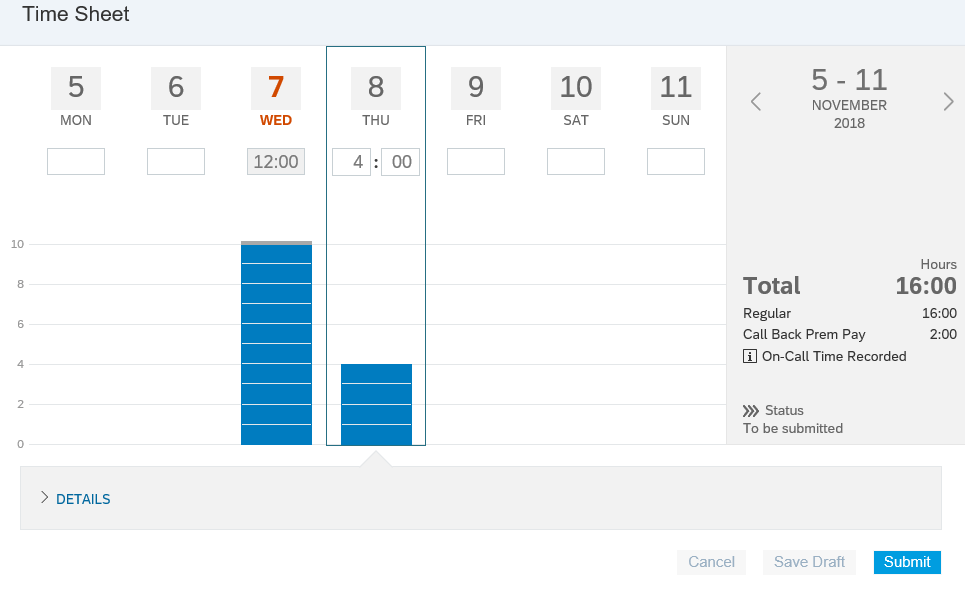 Time Sheet
5 6 7 8 9 10 11
MON TUE WED THU FRI SAT SUN
12:00 4 : 00
5 - 11
NOVEMBER
2018
10
8
6
4
2
0
Hours
Total 16:00
Regular 16:00
Call Back Prem Pay 2:00
i On-Call Time Recorded
Status
To be submitted
DETAILS
Cancel Save Draft Submit